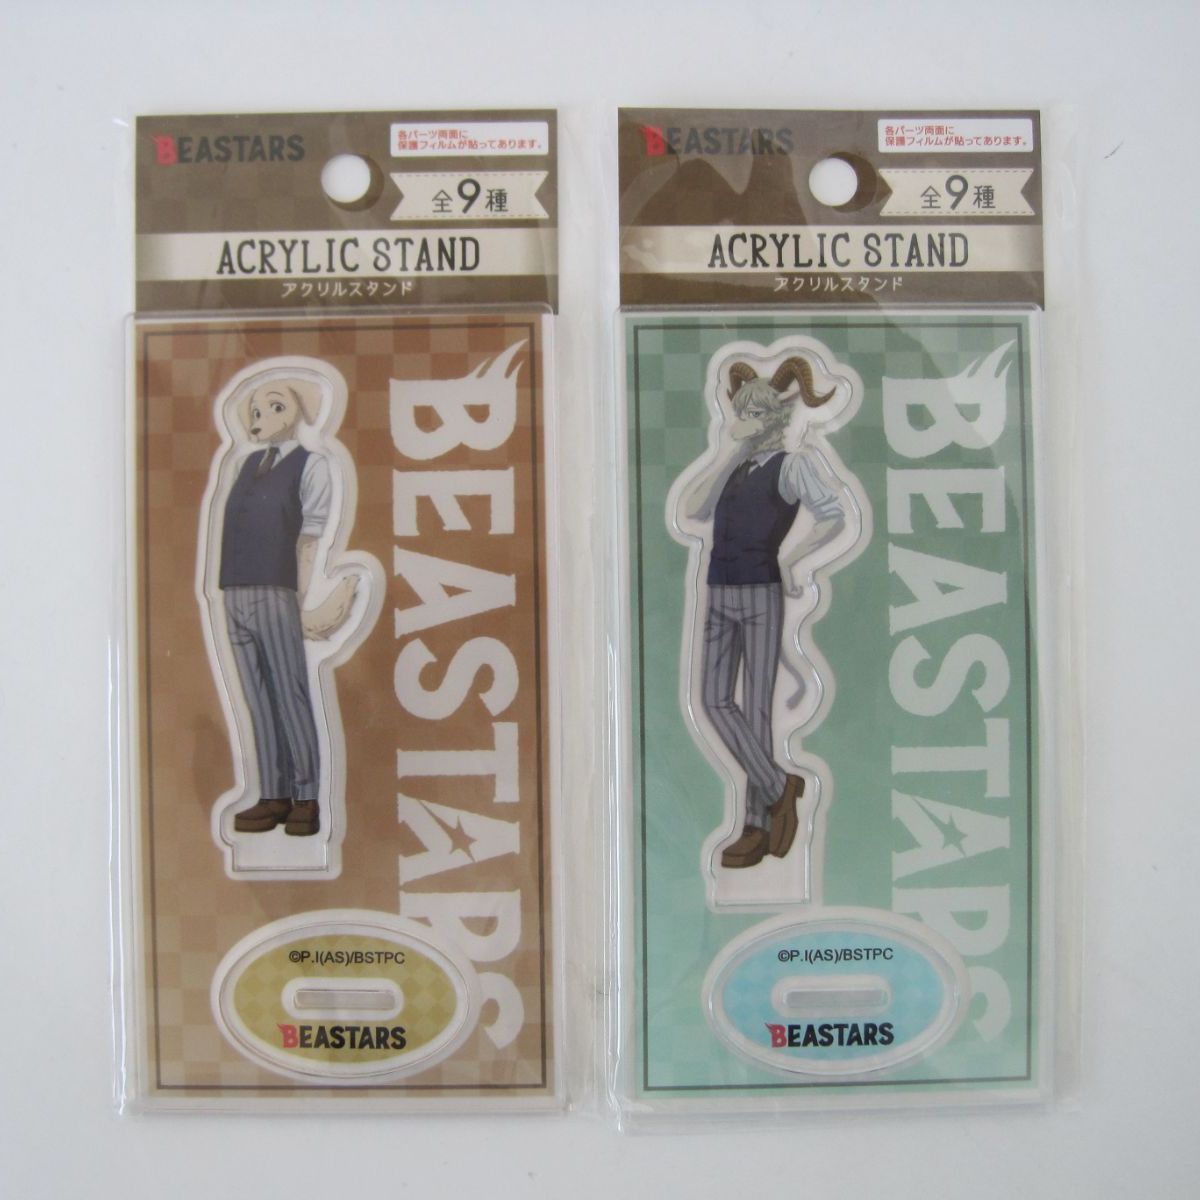 BEASTARS
各パーツ両面に
保護フィルムが貼ってあります。
全9種
ACRYLIC STAND
アクリルスタンド
BEASTARS
©P.I(AS)/BSTPC
BEASTARS
BEASTARS
各パーツ両面に
保護フィルムが貼ってあります。
全9種
ACRYLIC STAND
アクリルスタンド
BEASTARS
©P.I(AS)/BSTPC
BEASTARS